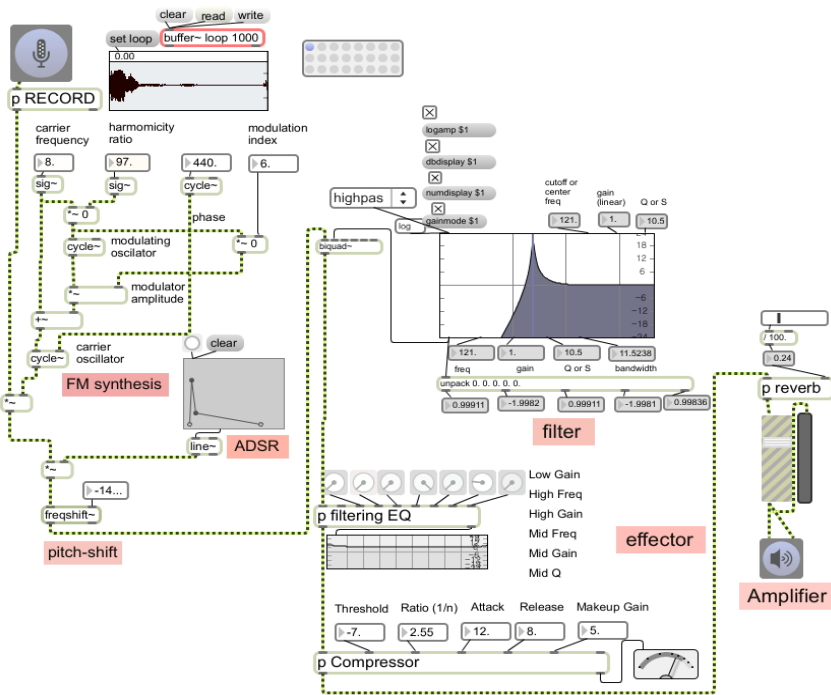 clear read write
set loop buffer~ loop 1000
0.00
p RECORD
carrier
frequency
harmomicity
ratio
modulation
index
8. 97. 440. 6.
sig~ sig~ cycle~
*~ 0
phase
cycle~
modulating
oscilator
*~ 0
*~
modulator
amplitude
+~
cycle~
carrier
oscillator
FM synthesis
*~
clear
line~
ADSR
*~
-14...
freqshift~
pitch-shift
logamp $1
dbdisplay $1
numdisplay $1
gainmode $1
highpas
log
biquad~
cutoff or
center
freq
gain
(linear)
Q or S
121. 1. 10.5
18
12
6
-6
-12
-18
-24
121. 1. 10.5 11.5238
freq gain Q or S bandwidth
unpack 0. 0. 0. 0. 0.
0.99911 -1.9982 0.99911 -1.9981 0.99836
filter
Low Gain
High Freq
High Gain
Mid Freq
Mid Gain
Mid Q
p filtering EQ
effector
Threshold Ratio (1/n) Attack Release Makeup Gain
-7. 2.55 12. 8. 5.
p Compressor
/ 100.
0.24
p reverb
Amplifier